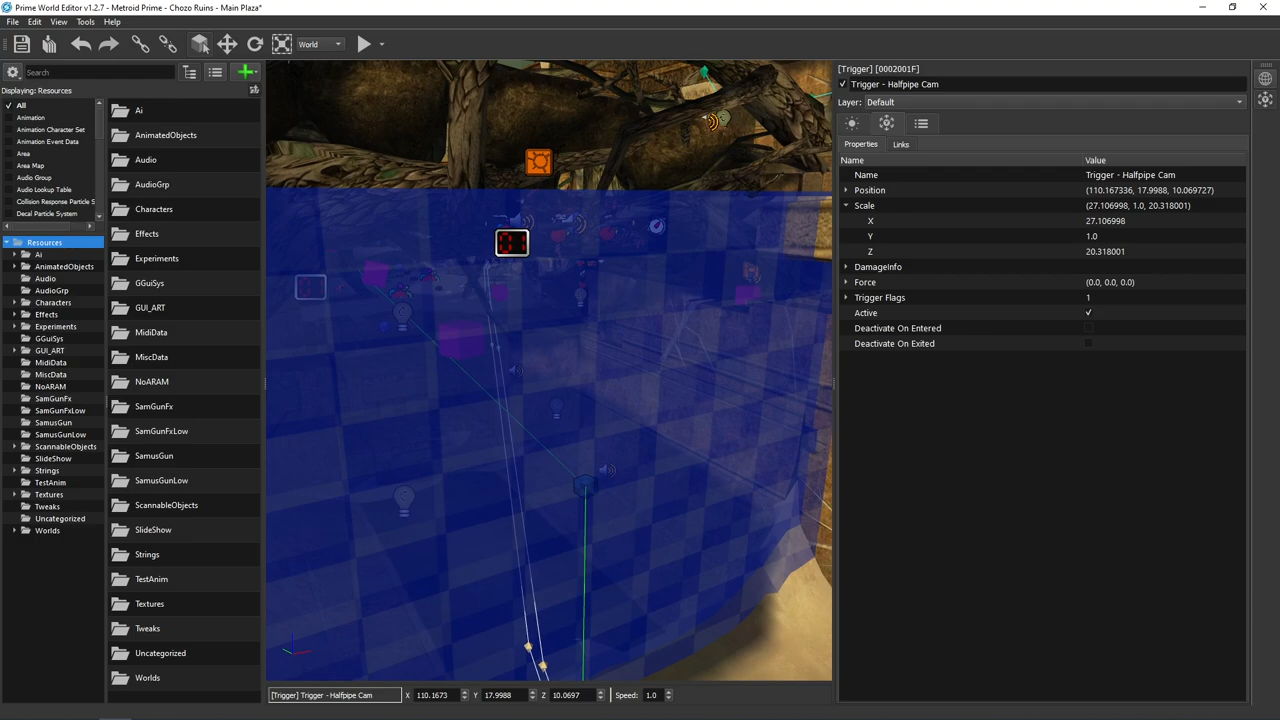 Prime World Editor v1.2.7 - Metroid Prime - Chozo Ruins - Main Plaza*
File Edit View Tools Help
World
Search
Displaying: Resources
All
Animation
Animation Character Set
Animation Event Data
Area
Area Map
Audio Group
Audio Lookup Table
Collision Response Particle S
Decal Particle System
Resources
Ai
AnimatedObjects
Audio
AudioGrp
Characters
Effects
Experiments
GGuiSys
GUI_ART
MidiData
MiscData
NoARAM
SamGunFx
SamGunFxLow
SamusGun
SamusGunLow
ScannableObjects
SlideShow
Strings
TestAnim
Textures
Tweaks
Uncategorized
Worlds
Ai
AnimatedObjects
Audio
AudioGrp
Characters
Effects
Experiments
GGuiSys
GUI_ART
MidiData
MiscData
NoARAM
SamGunFx
SamGunFxLow
SamusGun
SamusGunLow
ScannableObjects
SlideShow
Strings
TestAnim
Textures
Tweaks
Uncategorized
Worlds
01
[Trigger] Trigger - Halfpipe Cam X 110.1673 Y 17.9988 Z 10.0697 Speed: 1.0
[Trigger] [0002001F]
Trigger - Halfpipe Cam
Layer: Default
Properties Links
Name Value
Name Trigger - Halfpipe Cam
Position (110.167336, 17.9988, 10.069727)
Scale (27.106998, 1.0, 20.318001)
X 27.106998
Y 1.0
Z 20.318001
DamageInfo
Force (0.0, 0.0, 0.0)
Trigger Flags 1
Active
Deactivate On Entered
Deactivate On Exited